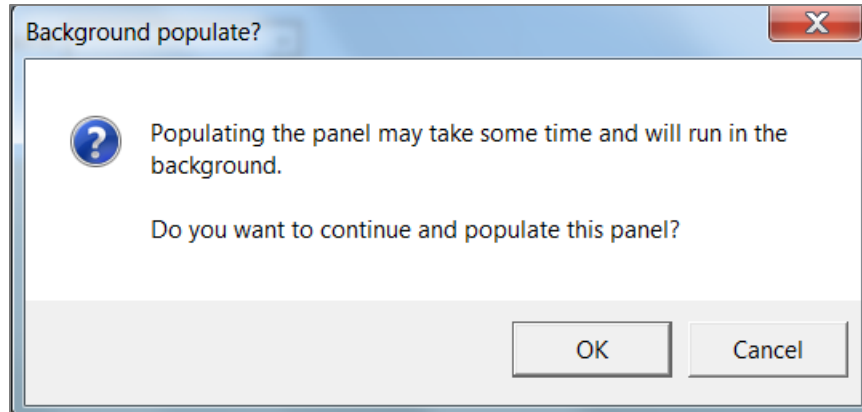 Background populate?
Populating the panel may take some time and will run in the
background.
Do you want to continue and populate this panel?
OK
Cancel